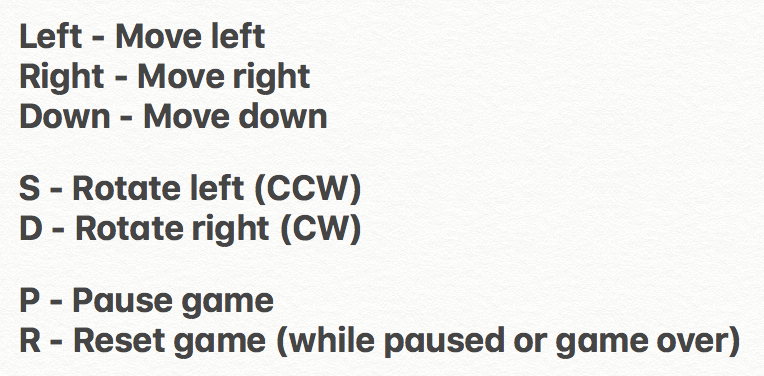 Left - Move left
Right - Move right
Down - Move down
S - Rotate left (CCW)
D - Rotate right (CW)
P - Pause game
R - Reset game (while paused or game over)